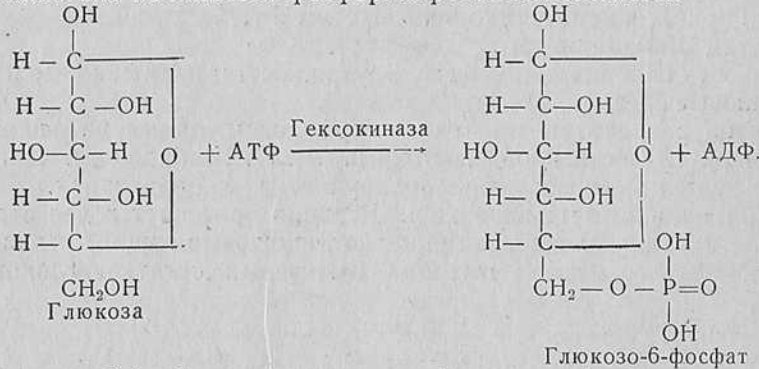 OH OH
H — C H — C
H — C —OH H — C—OH
HO—C—H O + АТФ Гексокиназа → HO — C—H O + АДФ.
H — C — OH H — C—OH
H — C H — C OH
CH₂OH CH₂— O — P=O
Глюкоза OH
Глюкозо-6-фосфат